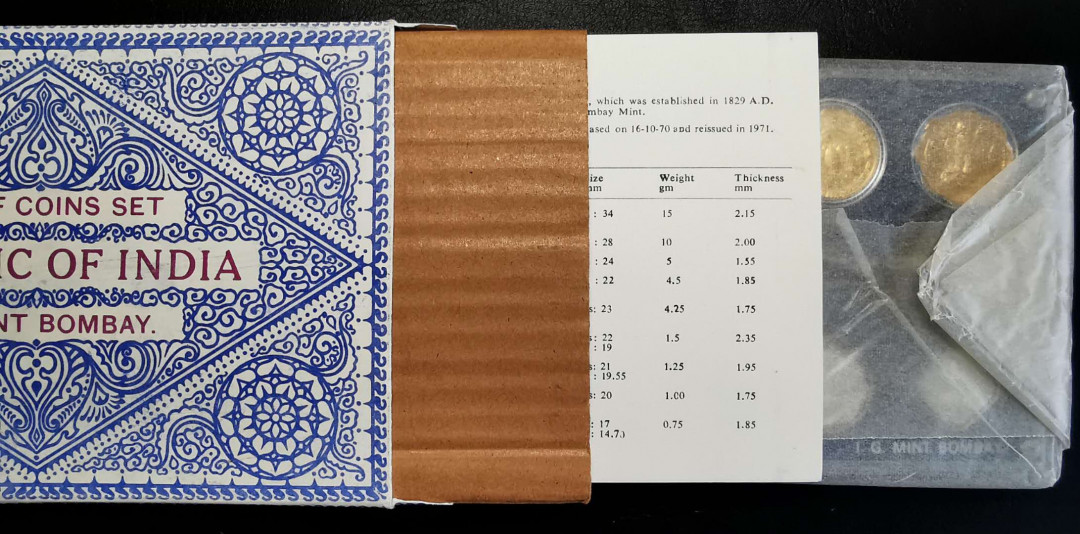 F COINS SET
IC OF INDIA
NT BOMBAY.
, which was established in 1829 A.D.
mbay Mint.
ased on 16-10-70 and reissued in 1971.
ize Weight Thickness
mm gm mm
: 34 15 2.15
: 28 10 2.00
: 24 5 1.55
: 22 4.5 1.85
s: 23 4.25 1.75
s: 22 1.5 2.35
: 19
s: 21 1.25 1.95
: 19.55
s: 20 1.00 1.75
: 17 0.75 1.85
: 14.7)
I. G. MINT BOMBAY